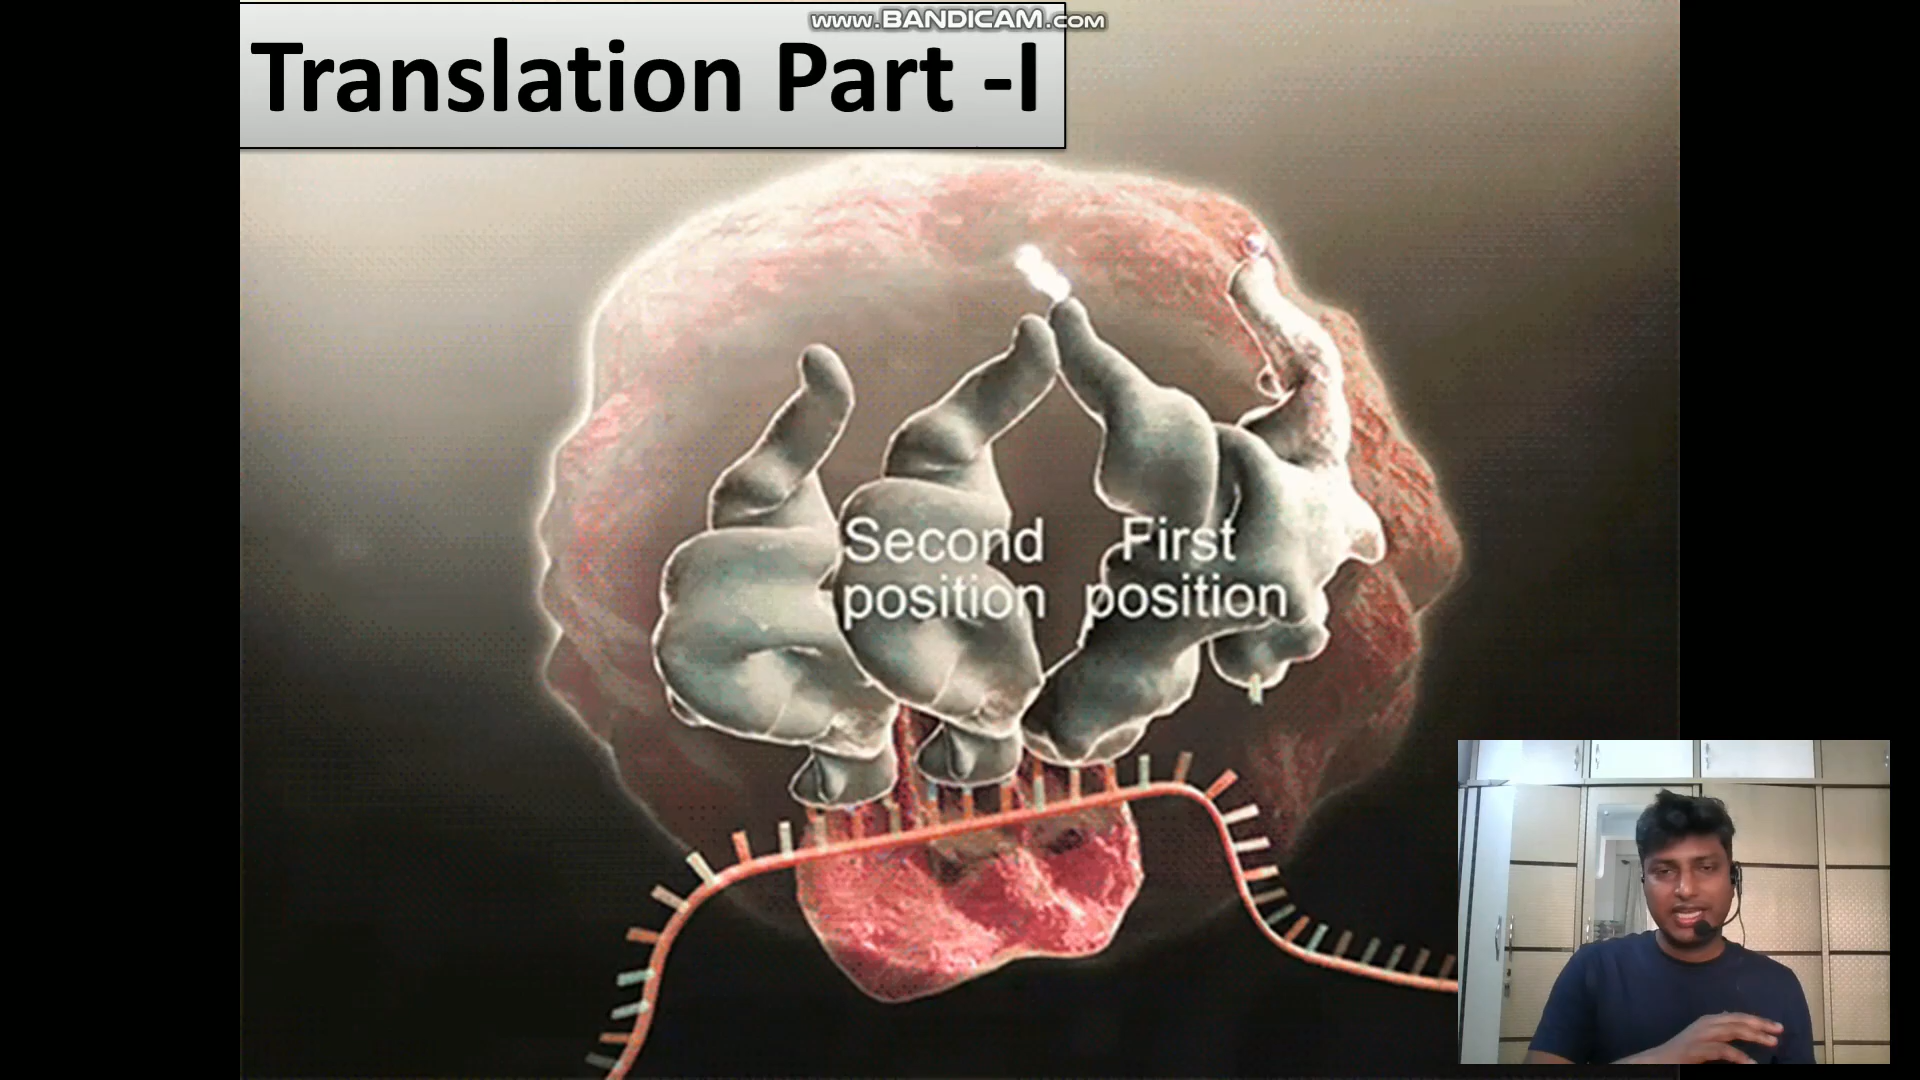 www.BANDICAM.com
Translation Part -I
Second
position
First
position